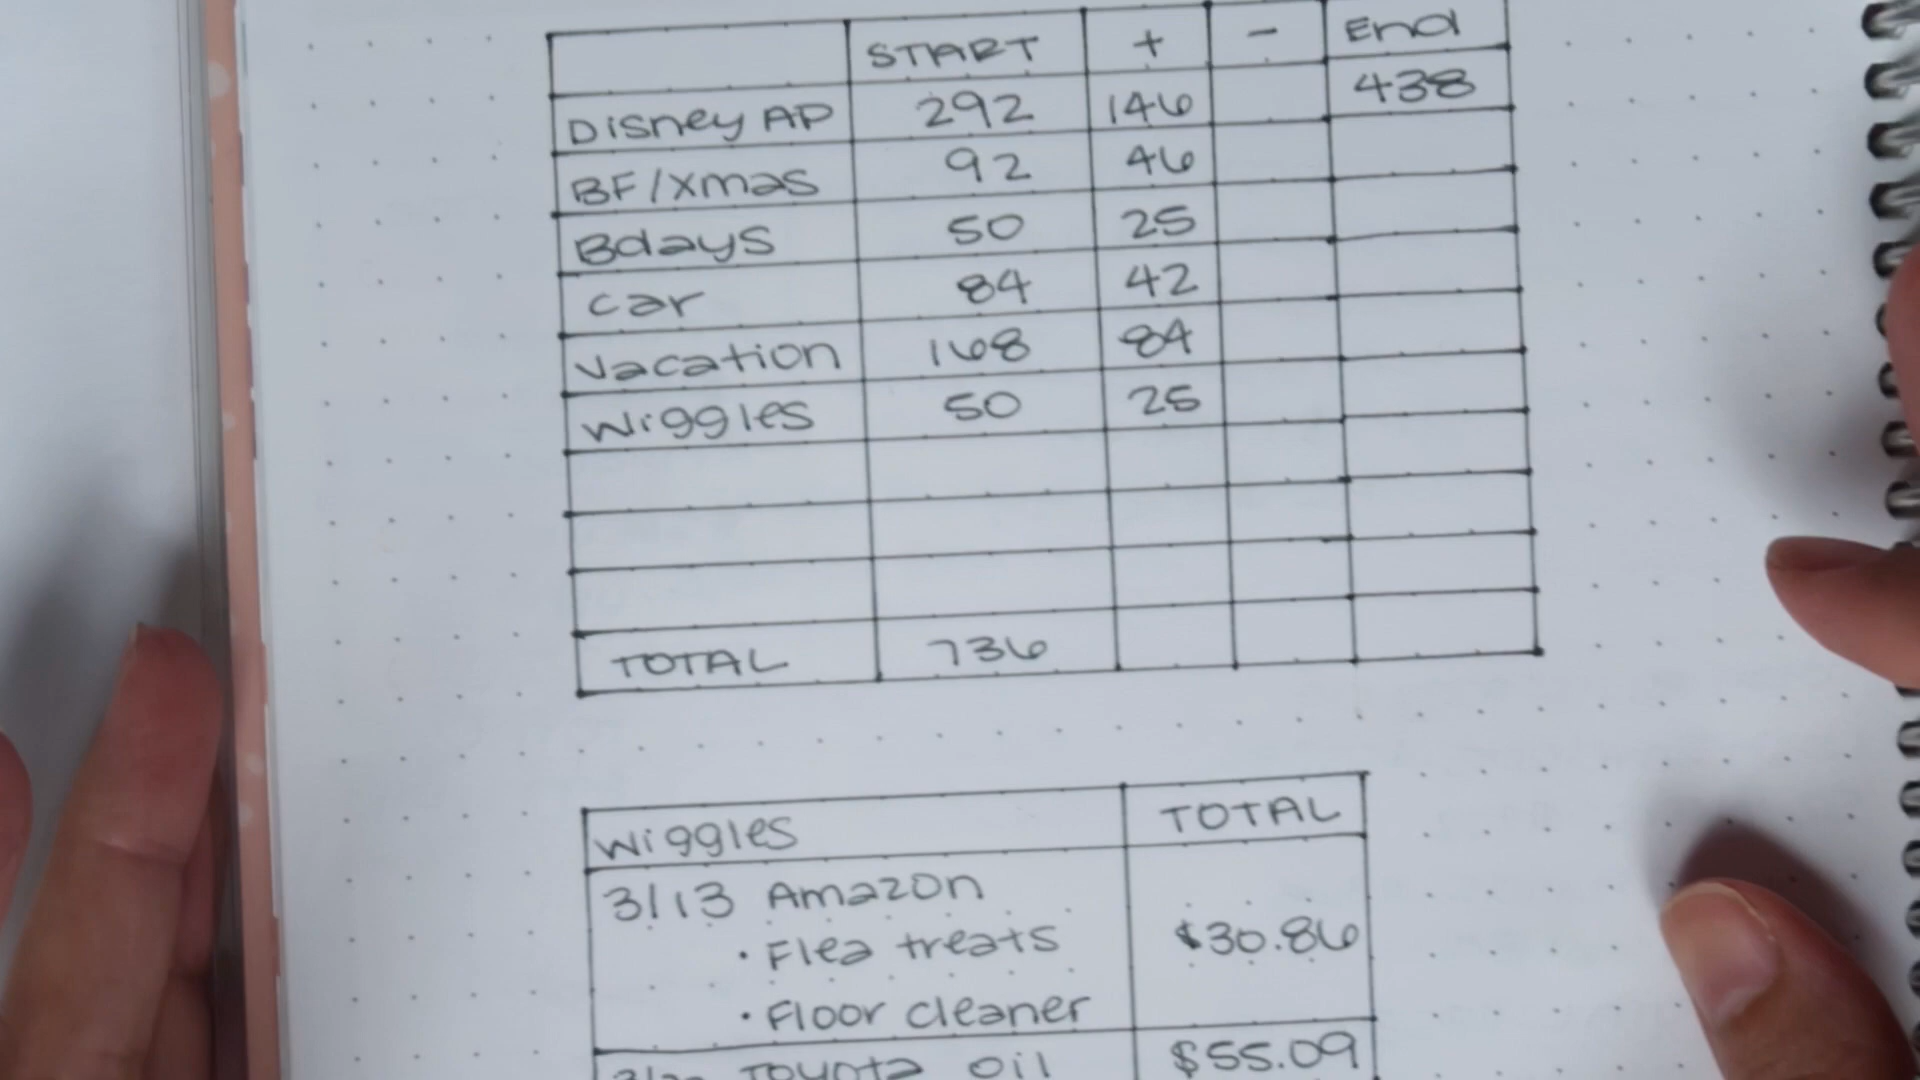 START + - End
Disney AP 292 146 438
BF/xmas 92 46
Bdays 50 25
car 84 42
vacation 168 84
wiggles 50 25
TOTAL 736
wiggles TOTAL
3/13 Amazon
• Flea treats $30.86
• Floor cleaner
Toyota oil $55.09